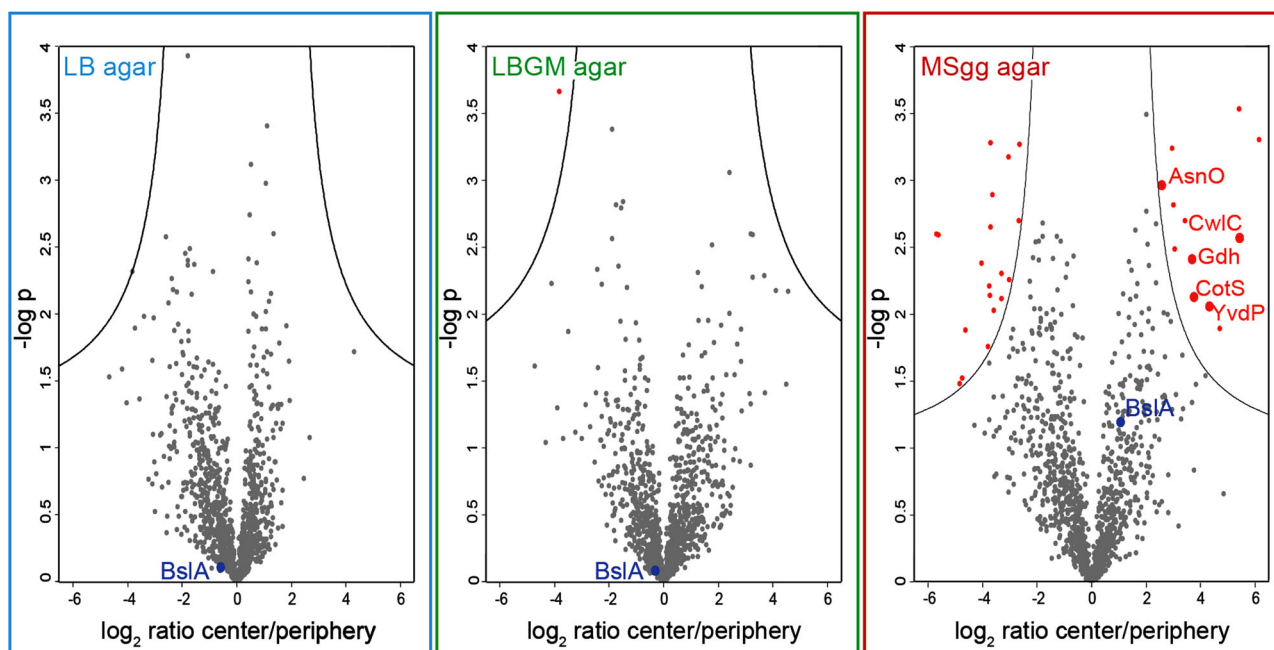 LB agar
4
3.5
3
2.5
2
1.5
1
0.5
0
-log p
BslA
-6 -4 -2 0 2 4 6
log2 ratio center/periphery
LBGM agar
4
3.5
3
2.5
2
1.5
1
0.5
0
-log p
BslA
-6 -4 -2 0 2 4 6
log2 ratio center/periphery
MSgg agar
4
3.5
3
2.5
2
1.5
1
0.5
0
-log p
AsnO
CwlC
Gdh
CotS
YvdP
BslA
-6 -4 -2 0 2 4 6
log2 ratio center/periphery